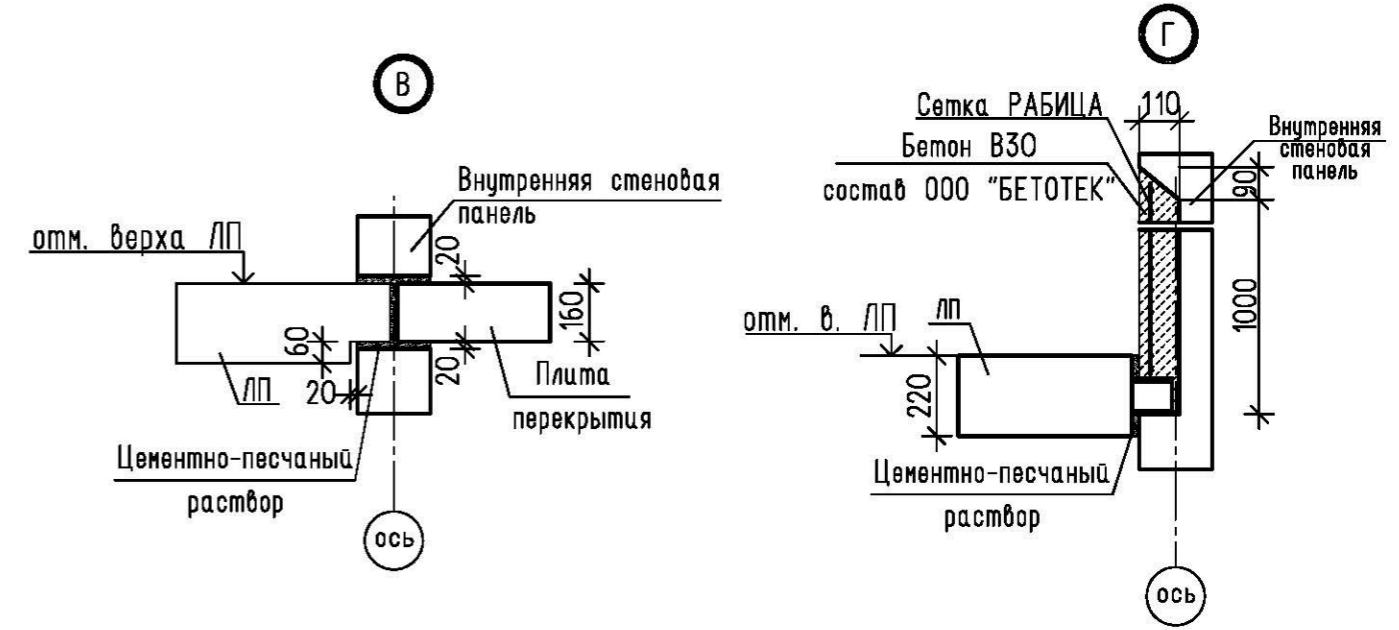 В
Внутренняя стеновая
панель
отм. верха ЛП
20
160
60
20
20
ЛП
Плита
перекрытия
Цементно-песчаный
раствор
ось
Г
Сетка РАБИЦА
110
Бетон В30
состав ООО "БЕТОТЕК"
Внутренняя
стеновая
панель
90
1000
отм. в. ЛП
ЛП
220
Цементно-песчаный
раствор
ось